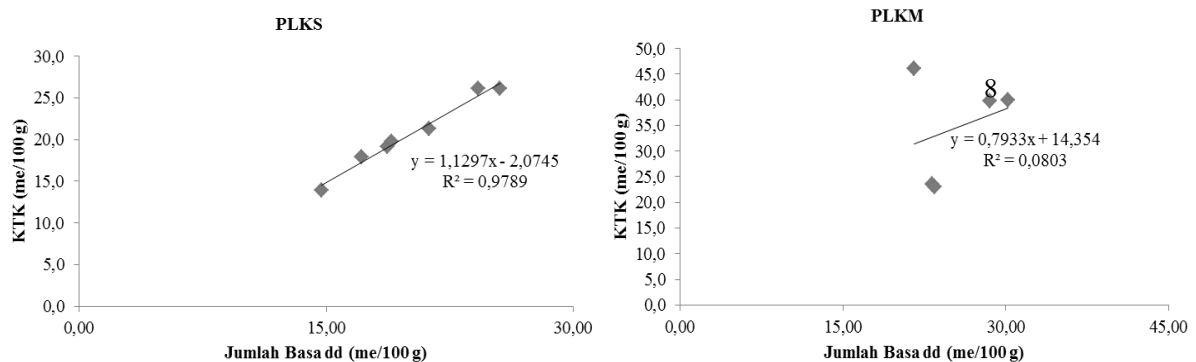 PLKS
30,0
25,0
20,0
15,0
10,0
5,0
0,0
KTK (me/100 g)
y = 1,1297x - 2,0745
R² = 0,9789
0,00 15,00 30,00
Jumlah Basa dd (me/100 g)
PLKM
50,0
45,0
40,0
35,0
30,0
25,0
20,0
15,0
10,0
5,0
0,0
KTK (me/100 g)
8
y = 0,7933x + 14,354
R² = 0,0803
0,00 15,00 30,00 45,00
Jumlah Basa dd (me/100 g)